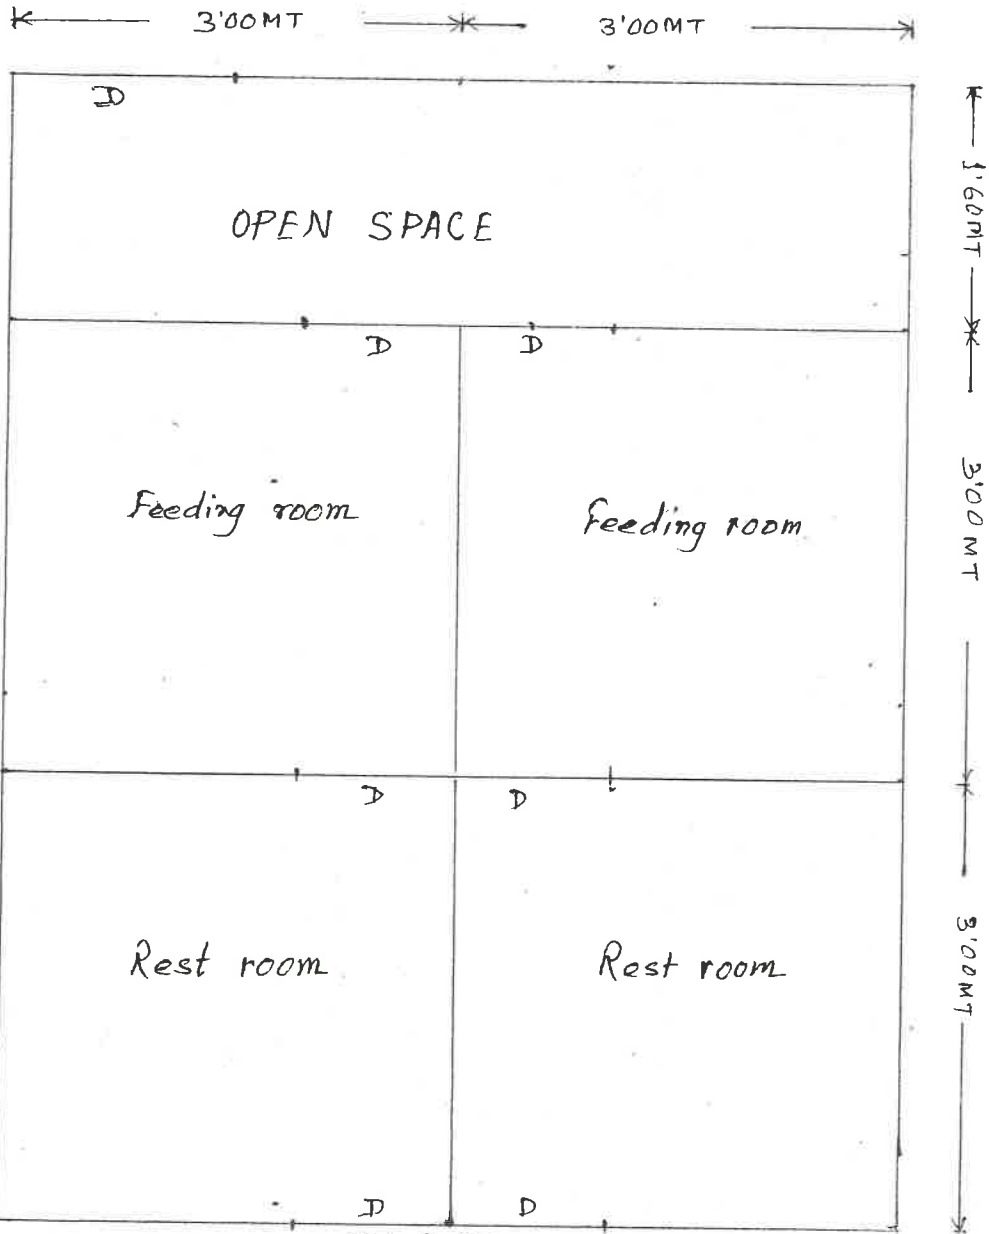 3'00MT 3'00MT
D
1'60MT
OPEN SPACE
D D
3'00MT
Feeding room feeding room
D D
Rest room Rest room
3'00MT
D D